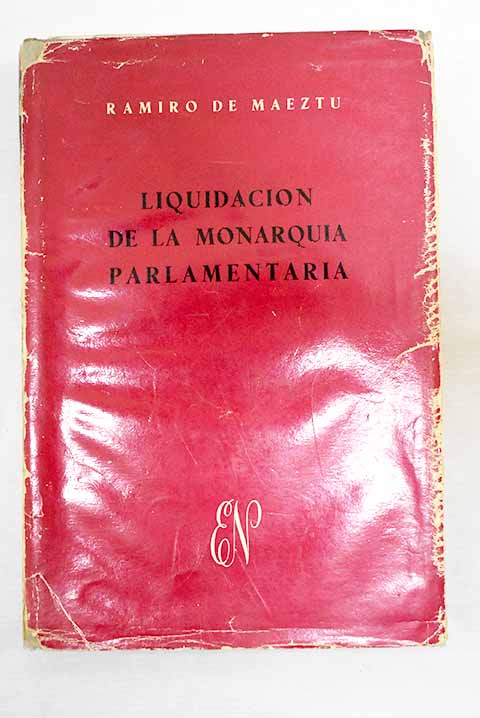 RAMIRO DE MAEZTU
LIQUIDACION
DE LA MONARQUIA
PARLAMENTARIA
EN